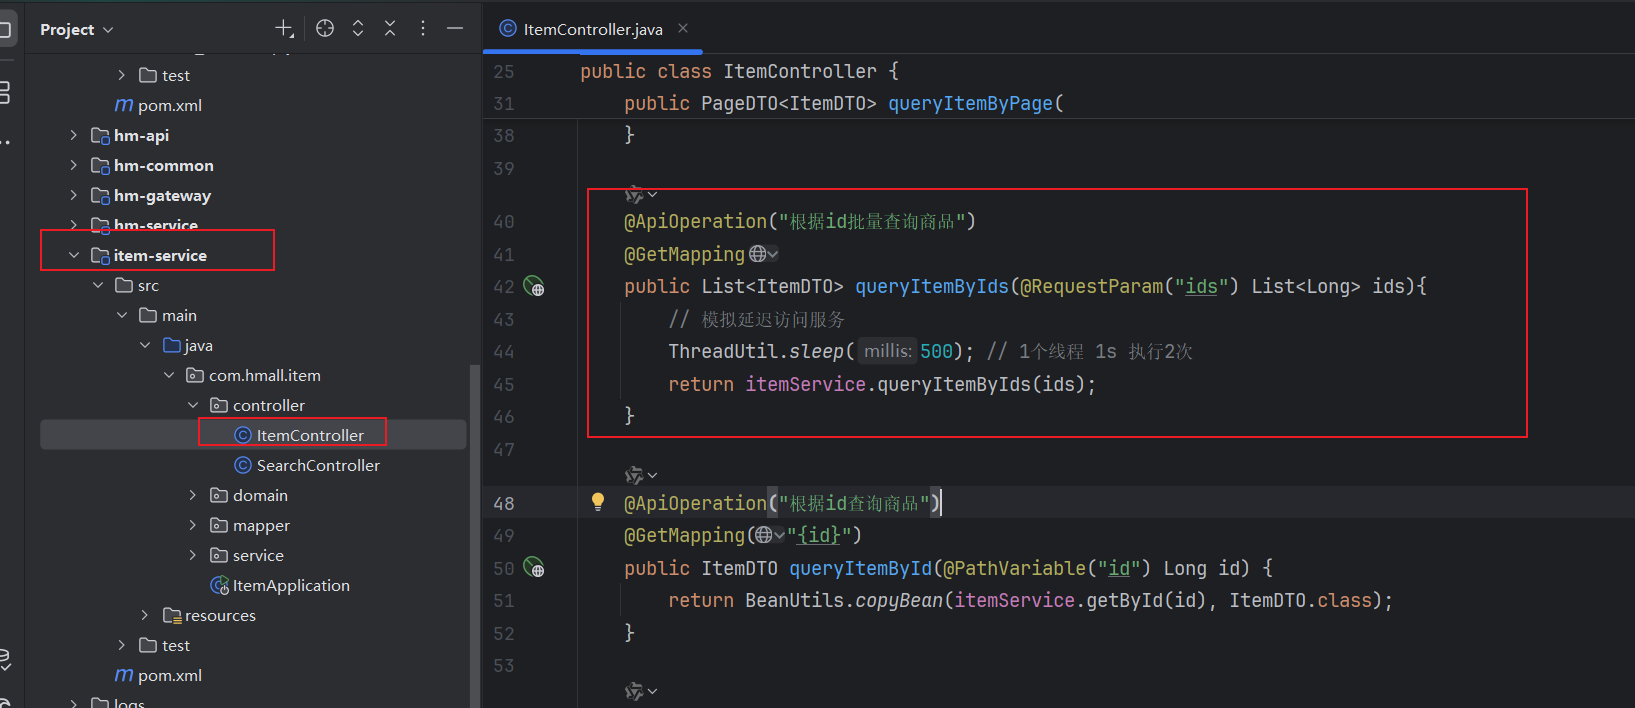 Project
test
pom.xml
hm-api
hm-common
hm-gateway
hm-service
item-service
src
main
java
com.hmall.item
controller
ItemController
SearchController
domain
mapper
service
ItemApplication
resources
test
pom.xml
logs
ItemController.java
25 public class ItemController {
31 public PageDTO<ItemDTO> queryItemByPage(
38 }
39
40 @ApiOperation("根据id批量查询商品")
41 @GetMapping
42 public List<ItemDTO> queryItemByIds(@RequestParam("ids") List<Long> ids){
43 // 模拟延迟访问服务
44 ThreadUtil.sleep( millis: 500); // 1个线程 1s 执行2次
45 return itemService.queryItemByIds(ids);
46 }
47
48 @ApiOperation("根据id查询商品")
49 @GetMapping("{id}")
50 public ItemDTO queryItemById(@PathVariable("id") Long id) {
51 return BeanUtils.copyBean(itemService.getById(id), ItemDTO.class);
52 }
53